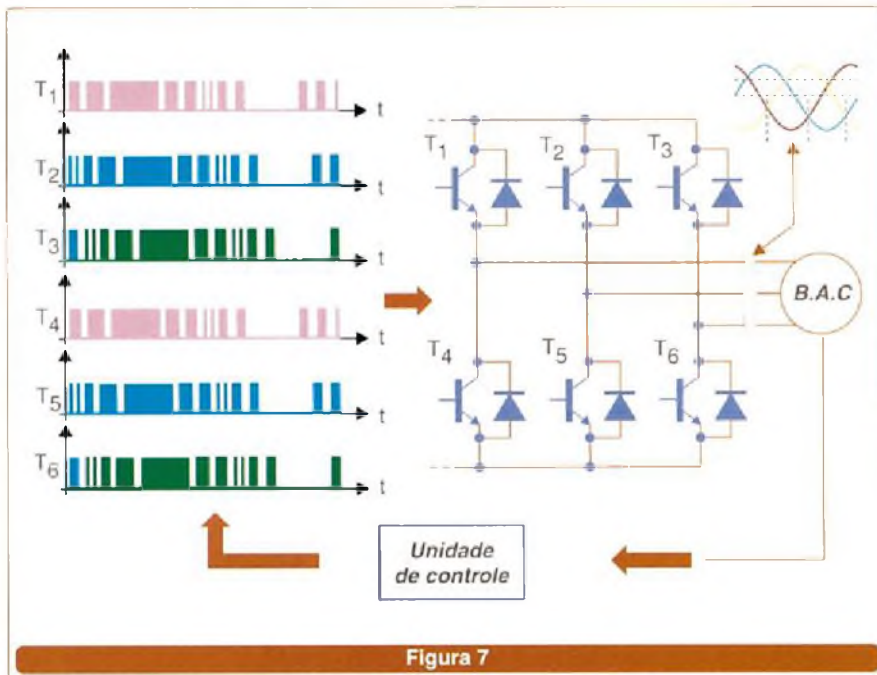 T1
t
T2
t
T3
t
T4
t
T5
t
T6
t
T1
T2
T3
T4
T5
T6
B.A.C
Unidade
de controle
Figura 7